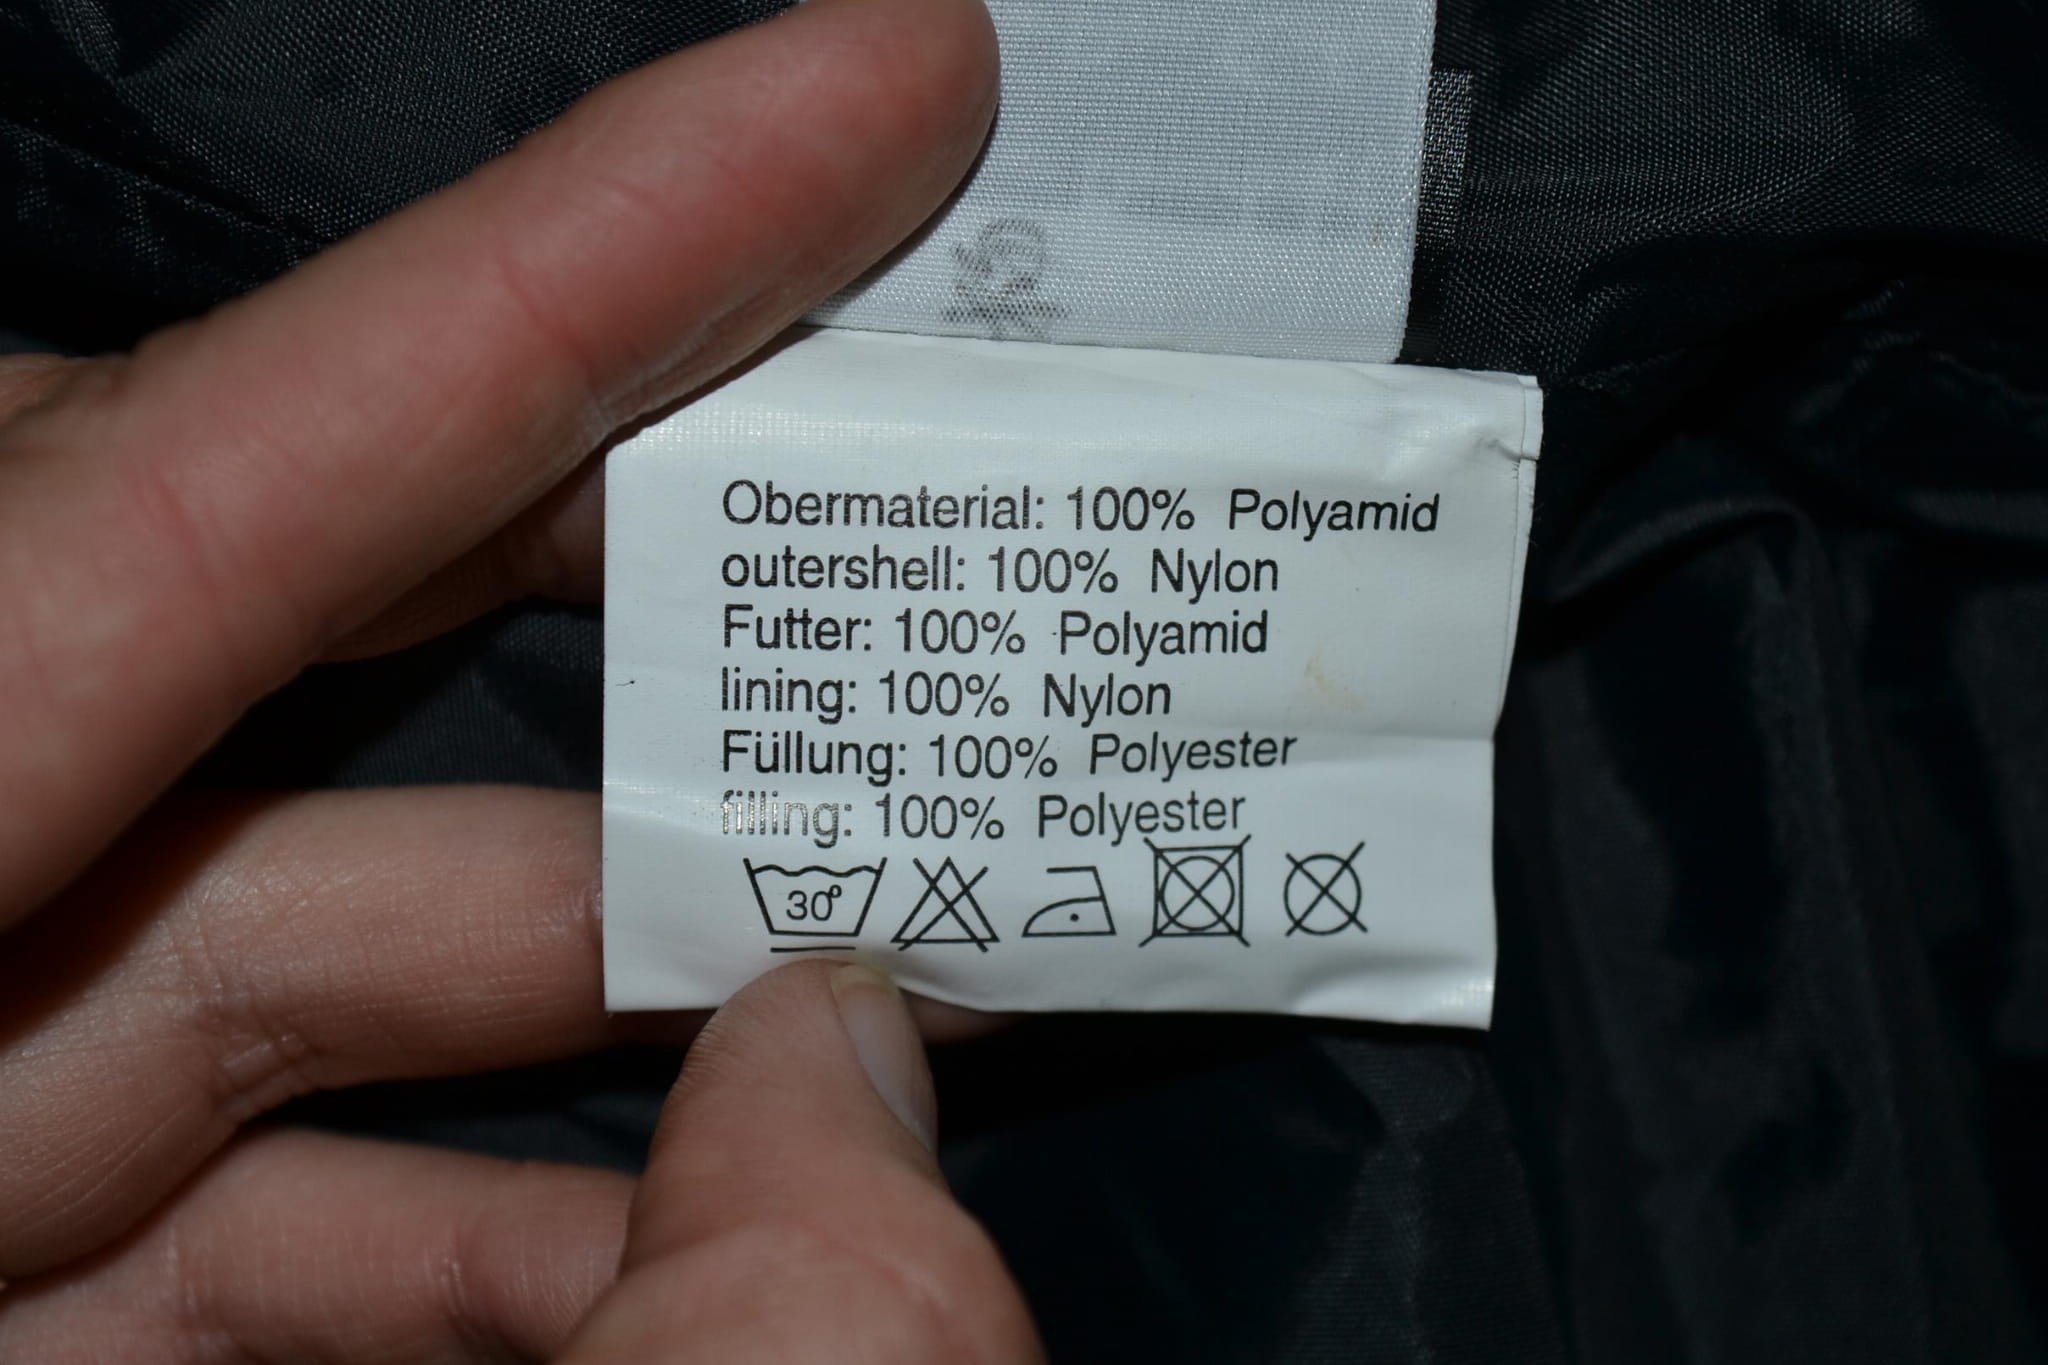 Obermaterial: 100% Polyamid
outershell: 100% Nylon
Futter: 100% Polyamid
lining: 100% Nylon
Füllung: 100% Polyester
filling: 100% Polyester
30°